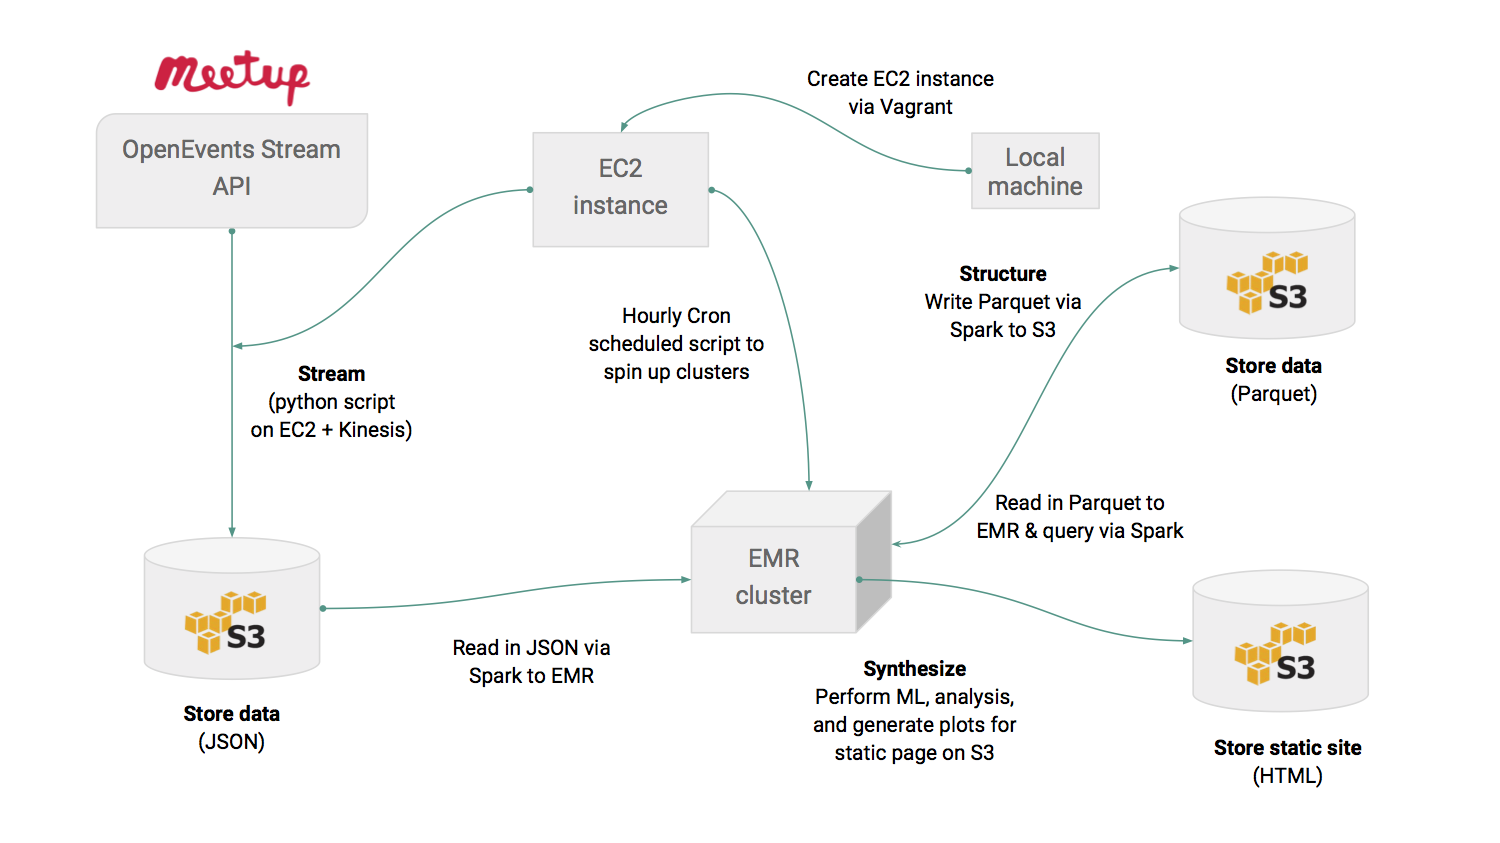 meetup
OpenEvents Stream
API
Create EC2 instance
via Vagrant
EC2
instance
Local
machine
Structure
Write Parquet via
Spark to S3
S3
Store data
(Parquet)
Hourly Cron
scheduled script to
spin up clusters
Stream
(python script
on EC2 + Kinesis)
Read in Parquet to
EMR & query via Spark
EMR
cluster
S3
Store data
(JSON)
Read in JSON via
Spark to EMR
Synthesize
Perform ML, analysis,
and generate plots for
static page on S3
S3
Store static site
(HTML)